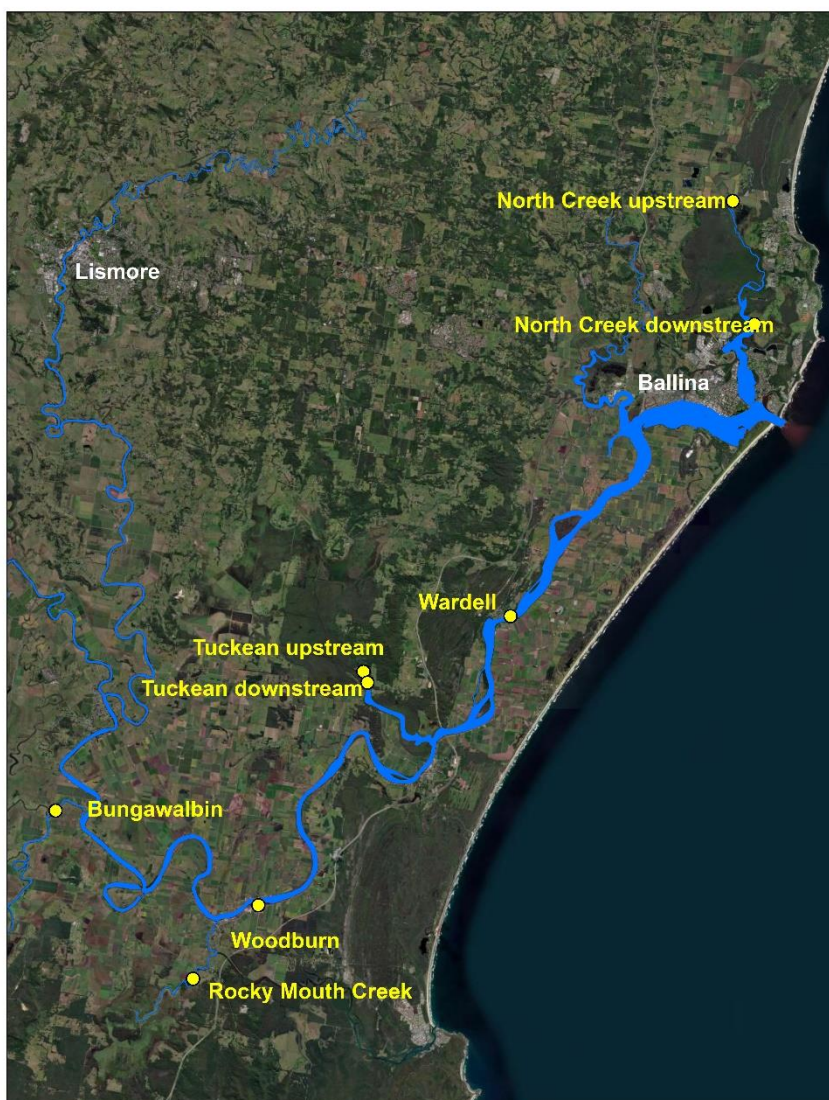 North Creek upstream
Lismore
North Creek downstream
Ballina
Wardell
Tuckean upstream
Tuckean downstream
Bungawalbin
Woodburn
Rocky Mouth Creek